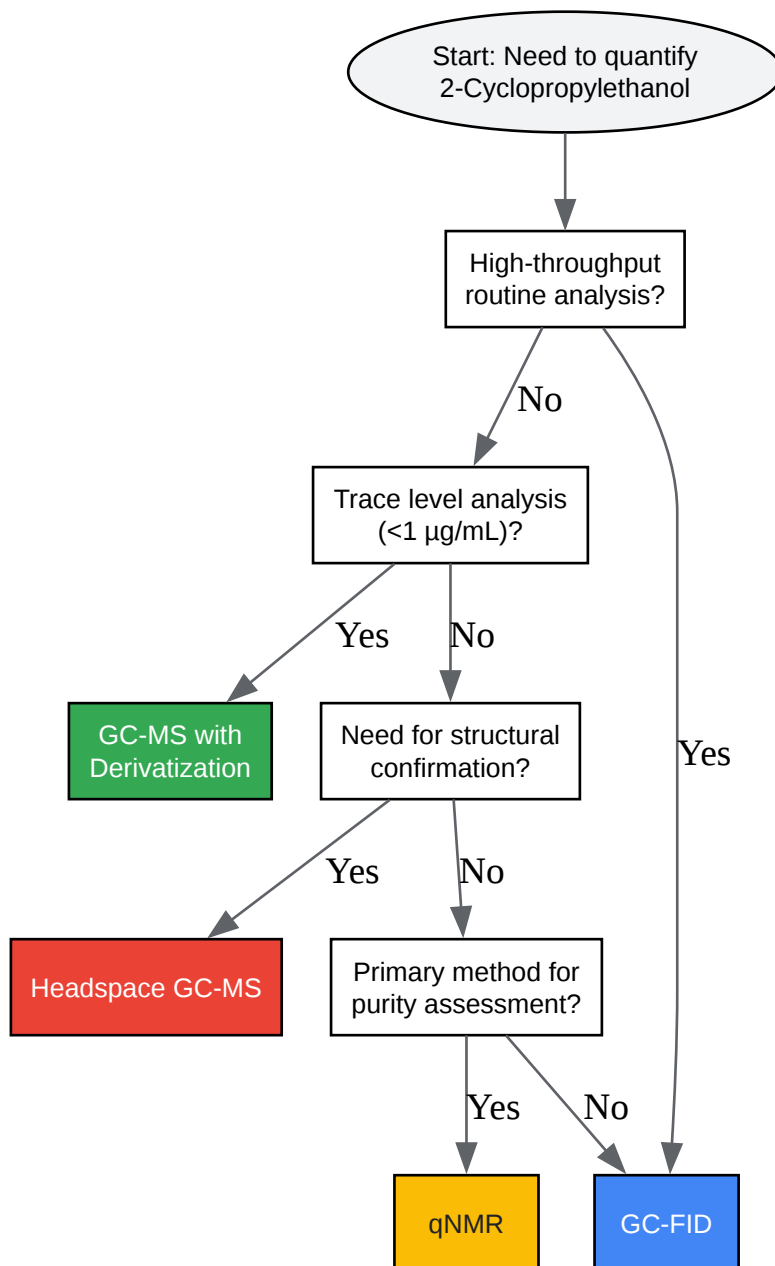 Start: Need to quantify
2-Cyclopropylethanol
High-throughput
routine analysis?
No
Trace level analysis
(<1 µg/mL)?
Yes
No
GC-MS with
Derivatization
Need for structural
confirmation?
Yes
Yes
No
Headspace GC-MS
Primary method for
purity assessment?
Yes
No
qNMR
GC-FID